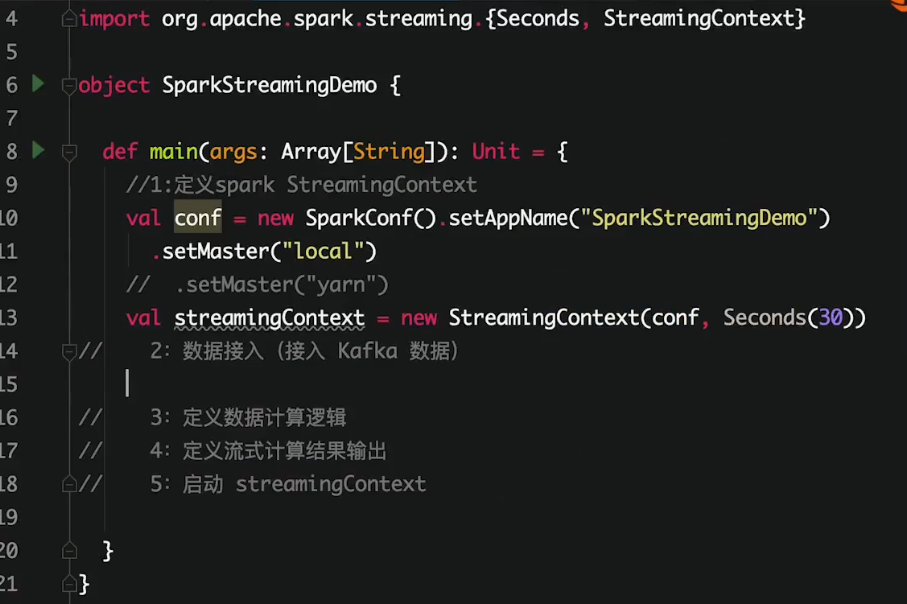 4 import org.apache.spark.streaming.{Seconds, StreamingContext}
5
6 object SparkStreamingDemo {
7
8 def main(args: Array[String]): Unit = {
9 //1:定义spark StreamingContext
10 val conf = new SparkConf().setAppName("SparkStreamingDemo")
11 .setMaster("local")
12 // .setMaster("yarn")
13 val streamingContext = new StreamingContext(conf, Seconds(30))
14 // 2: 数据接入（接入 Kafka 数据）
15
16 // 3: 定义数据计算逻辑
17 // 4: 定义流式计算结果输出
18 // 5: 启动 streamingContext
19
20 }
21 }